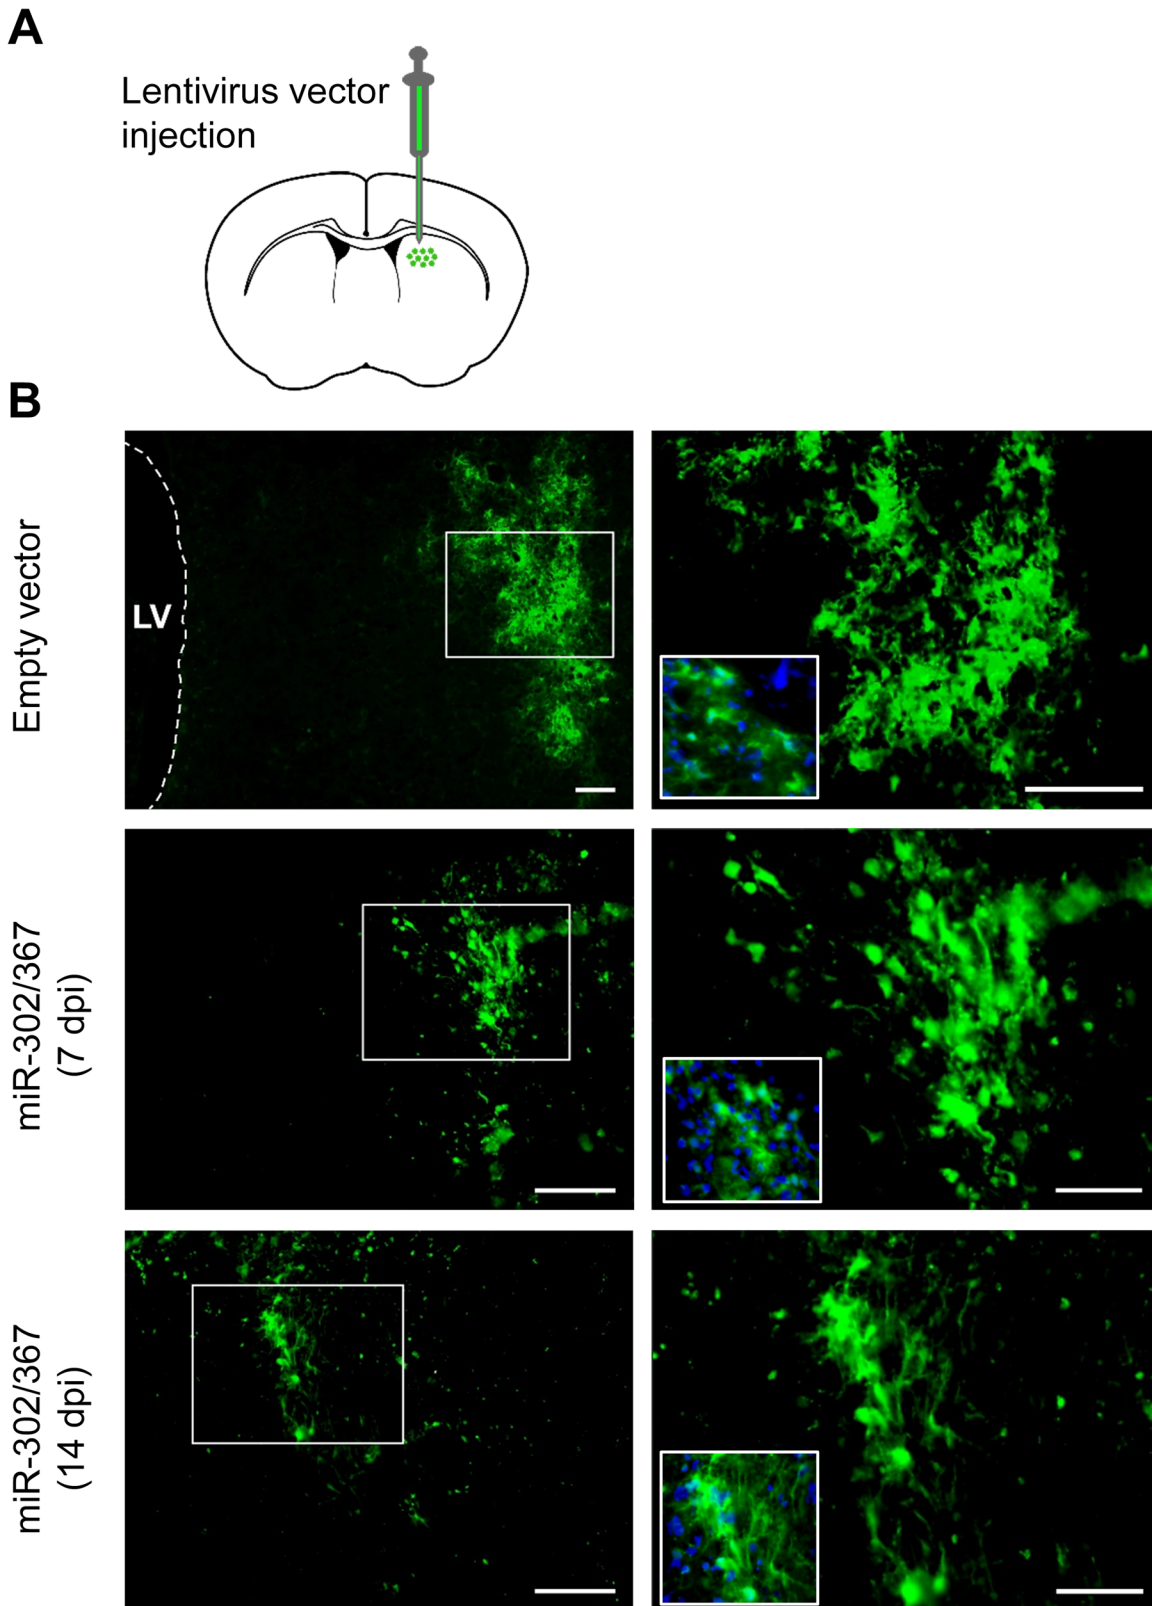 A
Lentivirus vector
injection
B
Empty vector
LV
miR-302/367
(7 dpi)
miR-302/367
(14 dpi)